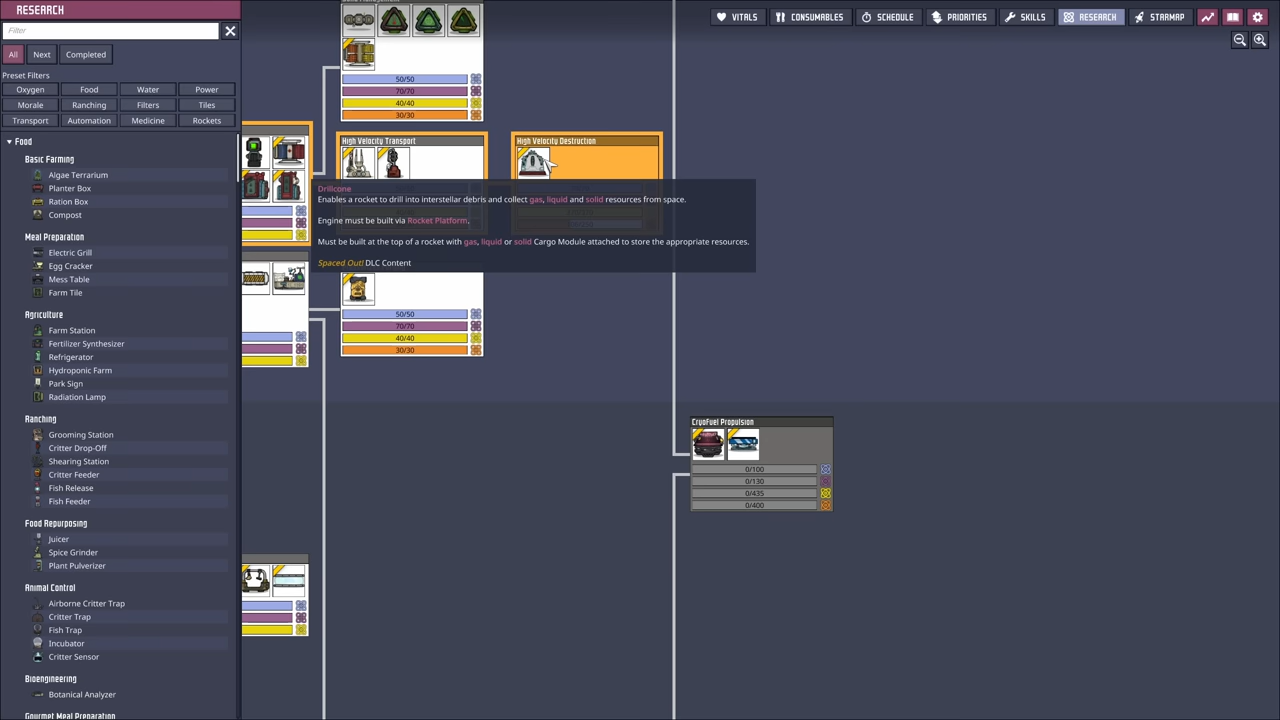 RESEARCH
VITALS
CONSUMABLES
PRIORITIES
SKILLS
RESEARCH
STARMAP
Filter
All
Next
Completed
Preset Filters
Oxygen
Food
Water
Power
Morale
Ranching
Filters
Tiles
Transport
Automation
Medicine
Rockets
Food
Basic Farming
Algae Terrarium
Planter Box
Ration Box
Compost
Meal Preparation
Electric Grill
Egg Cracker
Mess Table
Farm Tile
Agriculture
Farm Station
Fertilizer Synthesizer
Refrigerator
Hydroponic Farm
Park Sign
Radiation Lamp
Ranching
Grooming Station
Critter Drop-Off
Shearing Station
Critter Feeder
Fish Release
Fish Feeder
Food Repurposing
Juicer
Spice Grinder
Plant Pulverizer
Animal Control
Airborne Critter Trap
Critter Trap
Fish Trap
Incubator
Critter Sensor
Bioengineering
Botanical Analyzer
Gourmet Meal Preparation
50/50
70/70
40/40
30/30
High Velocity Transport
High Velocity Destruction
Drillcone
Enables a rocket to drill into interstellar debris and collect gas, liquid and solid resources from space.
Engine must be built via Rocket Platform.
Must be built at the top of a rocket with gas, liquid or solid Cargo Module attached to store the appropriate resources.
Spaced Out! DLC Content
50/50
70/70
40/40
30/30
CryoFuel Propulsion
0/100
0/130
0/435
0/400